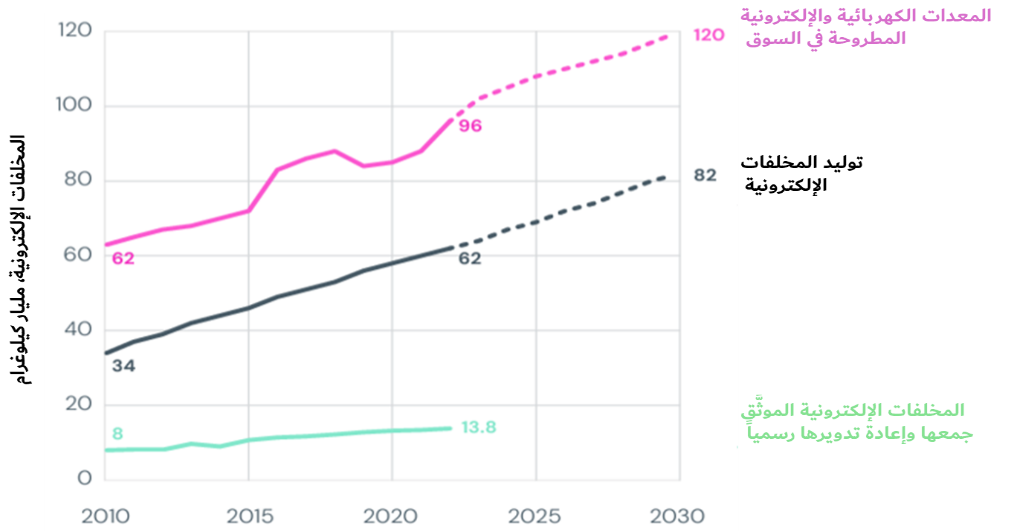 المعدات الكهربائية والإلكترونية
المطروحة في السوق
120
120
100
96
توليد المخلفات
الإلكترونية
80
82
المخلفات الإلكترونية، مليار كيلوغرام
60
62
62
40
34
المخلفات الإلكترونية الموثَّق
جمعها وإعادة تدويرها رسمياً
20
8
13.8
0
2010 2015 2020 2025 2030